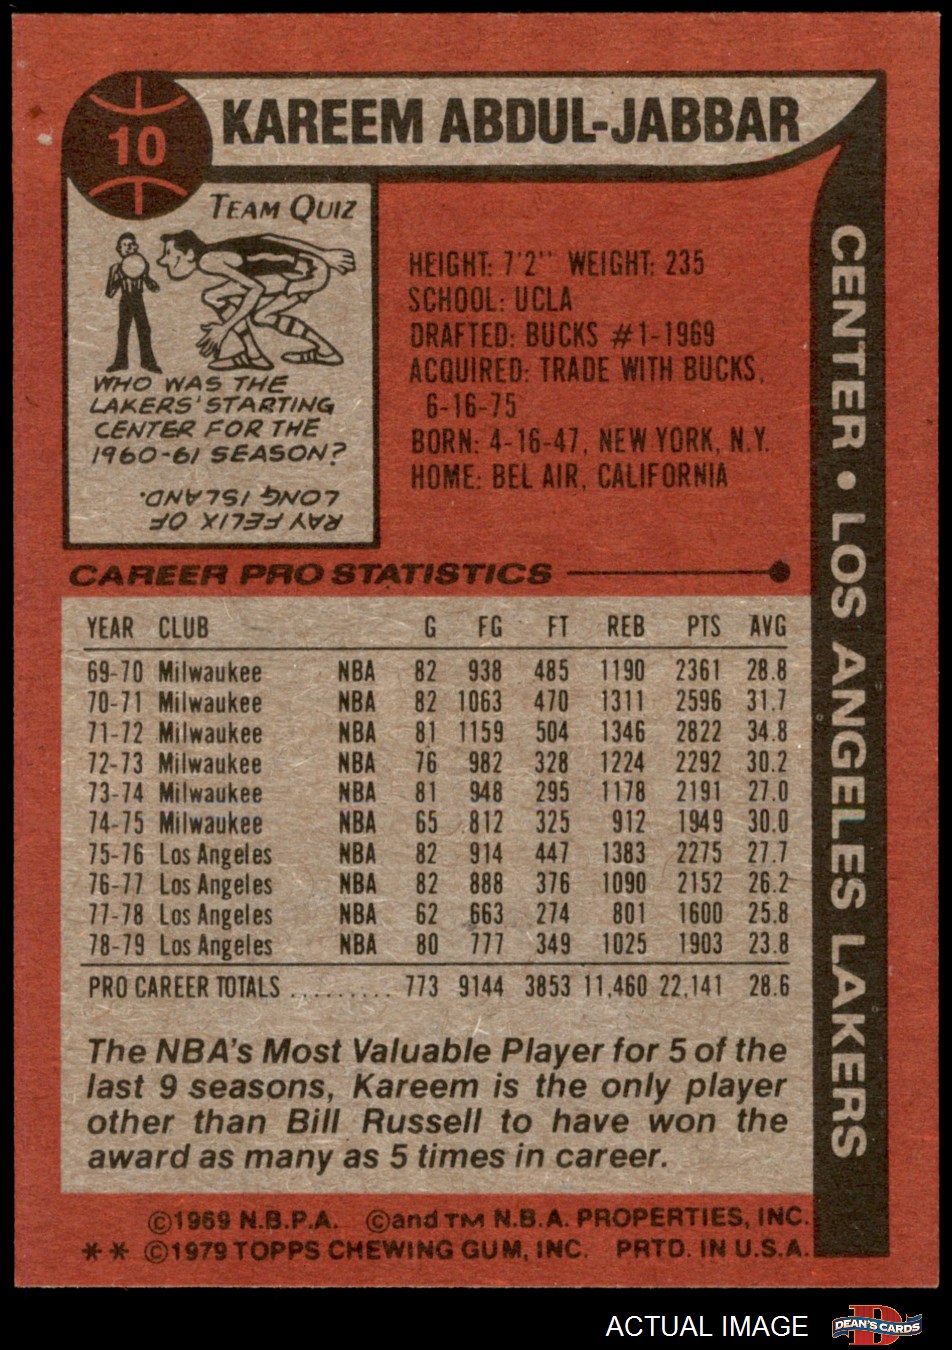 10
KAREEM ABDUL-JABBAR
TEAM QUIZ
WHO WAS THE
LAKERS' STARTING
CENTER FOR THE
1960-61 SEASON?
RAY FELIX OF
LONG ISLAND.
HEIGHT: 7'2" WEIGHT: 235
SCHOOL: UCLA
DRAFTED: BUCKS #1-1969
ACQUIRED: TRADE WITH BUCKS,
6-16-75
BORN: 4-16-47, NEW YORK, N.Y.
HOME: BEL AIR, CALIFORNIA
CENTER • LOS ANGELES LAKERS
CAREER PRO STATISTICS
YEAR CLUB G FG FT REB PTS AVG
69-70 Milwaukee NBA 82 938 485 1190 2361 28.8
70-71 Milwaukee NBA 82 1063 470 1311 2596 31.7
71-72 Milwaukee NBA 81 1159 504 1346 2822 34.8
72-73 Milwaukee NBA 76 982 328 1224 2292 30.2
73-74 Milwaukee NBA 81 948 295 1178 2191 27.0
74-75 Milwaukee NBA 65 812 325 912 1949 30.0
75-76 Los Angeles NBA 82 914 447 1383 2275 27.7
76-77 Los Angeles NBA 82 888 376 1090 2152 26.2
77-78 Los Angeles NBA 62 663 274 801 1600 25.8
78-79 Los Angeles NBA 80 777 349 1025 1903 23.8
PRO CAREER TOTALS ......... 773 9144 3853 11,460 22,141 28.6
The NBA's Most Valuable Player for 5 of the
last 9 seasons, Kareem is the only player
other than Bill Russell to have won the
award as many as 5 times in career.
©1969 N.B.P.A. ©and TM N.B.A. PROPERTIES, INC.
** ©1979 TOPPS CHEWING GUM, INC. PRTD. IN U.S.A.
ACTUAL IMAGE
D
DEAN'S CARDS